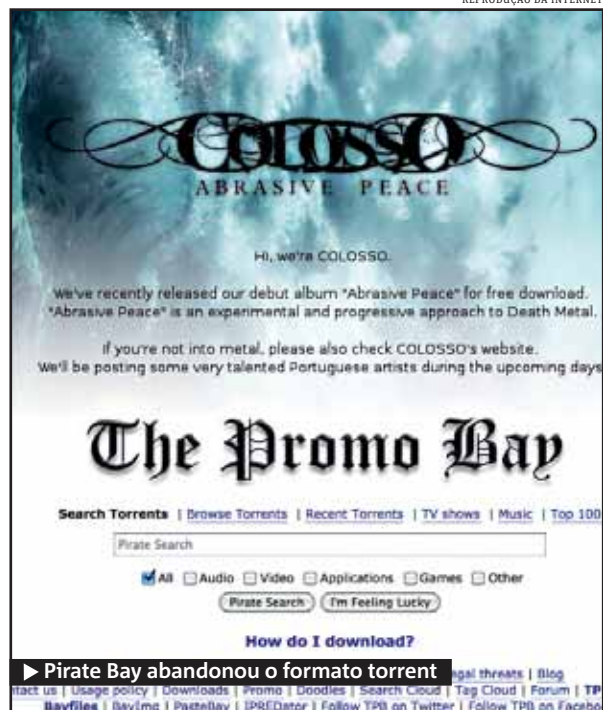 REPRODUÇÃO DA INTERNET
COLOSSO
ABRASIVE PEACE
Hi, we're COLOSSO.
We've recently released our debut album "Abrasive Peace" for free download.
"Abrasive Peace" is an experimental and progressive approach to Death Metal.
If you're not into metal, please also check COLOSSO's website.
We'll be posting some very talented Portuguese artists during the upcoming days
The Promo Bay
Search Torrents | Browse Torrents | Recent Torrents | TV shows | Music | Top 100
Pirate Search
All Audio Video Applications Games Other
Pirate Search I'm Feeling Lucky
How do I download?
▶ Pirate Bay abandonou o formato torrent
egal threats | Blog
ntact us | Usage policy | Downloads | Promo | Doodles | Search Cloud | Tag Cloud | Forum | TP
Bayfiles | BayImg | PasteBay | IPREDator | Follow TPB on Twitter | Follow TPB on Facebo